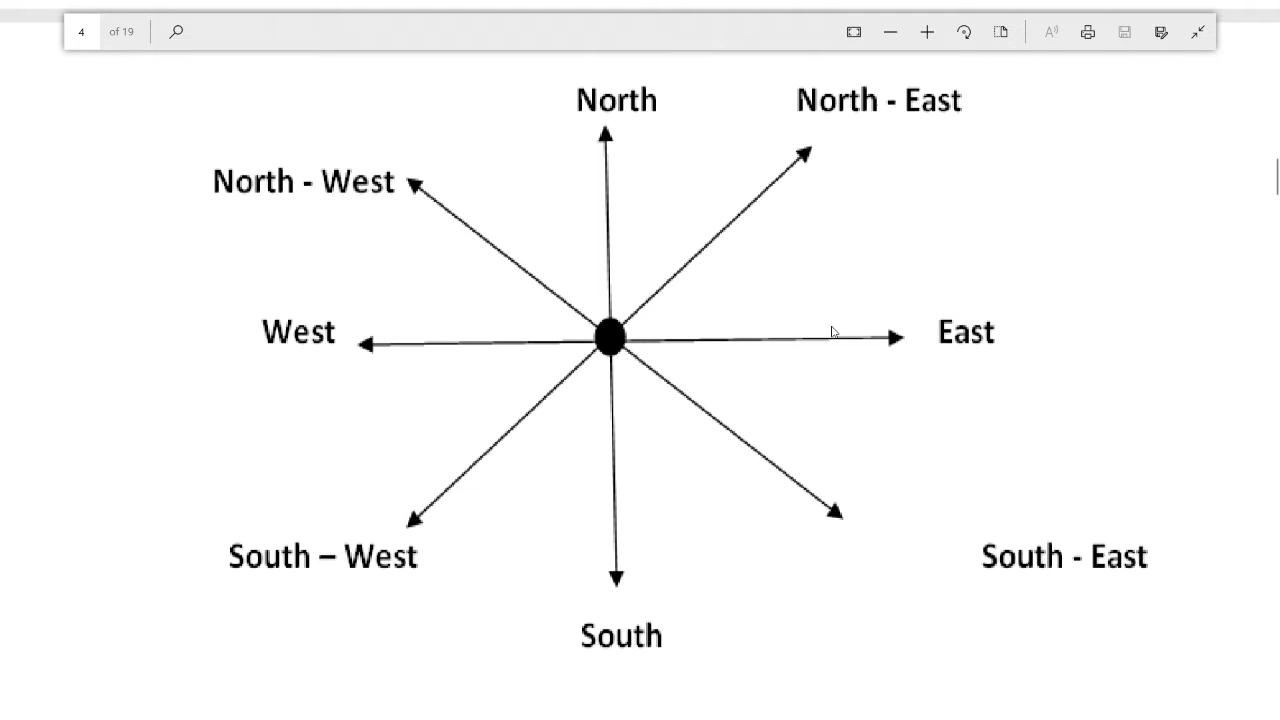 4 of 19
North
North - East
North - West
West
East
South – West
South - East
South